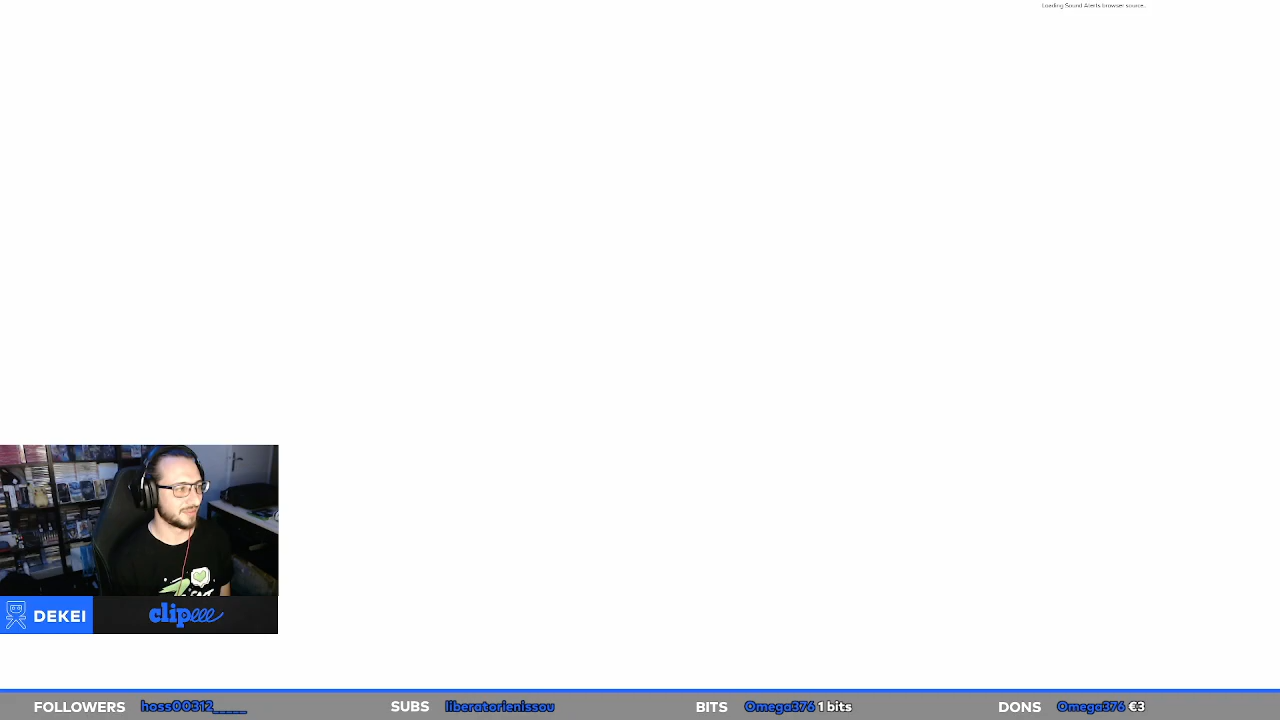 Loading Sound Alerts browser source...
DEKEI
clipeee
FOLLOWERS hoss00312_____ SUBS liberatorienissou BITS Omega376 1 bits DONS Omega376 €3